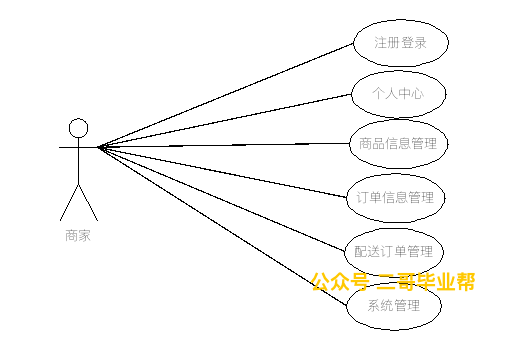 注册登录
个人中心
商品信息管理
订单信息管理
商家
配送订单管理
公众号 二哥毕业帮
系统管理